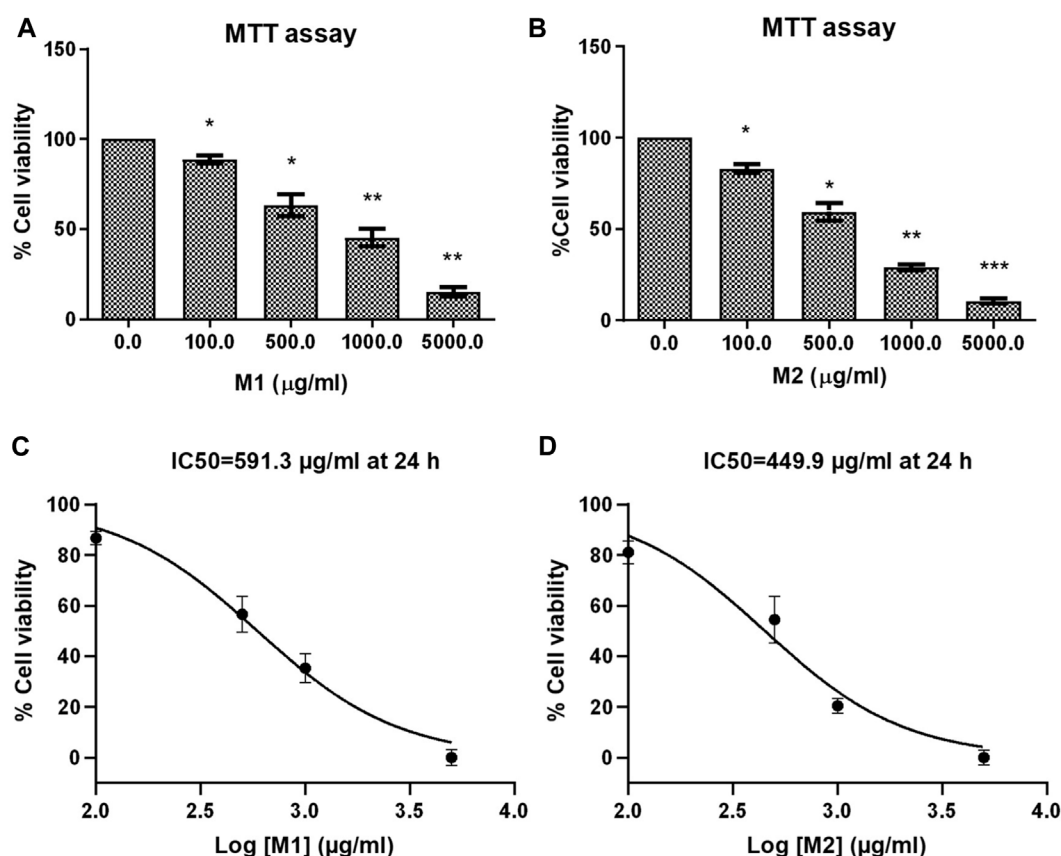 A
MTT assay
% Cell viability
150
100
50
0
*
*
**
**
0.0 100.0 500.0 1000.0 5000.0
M1 (μg/ml)
B
MTT assay
%Cell viability
150
100
50
0
*
*
**
***
0.0 100.0 500.0 1000.0 5000.0
M2 (μg/ml)
C
IC50=591.3 µg/ml at 24 h
% Cell viability
100
80
60
40
20
0
2.0 2.5 3.0 3.5 4.0
Log [M1] (µg/ml)
D
IC50=449.9 µg/ml at 24 h
% Cell viability
100
80
60
40
20
0
2.0 2.5 3.0 3.5 4.0
Log [M2] (µg/ml)